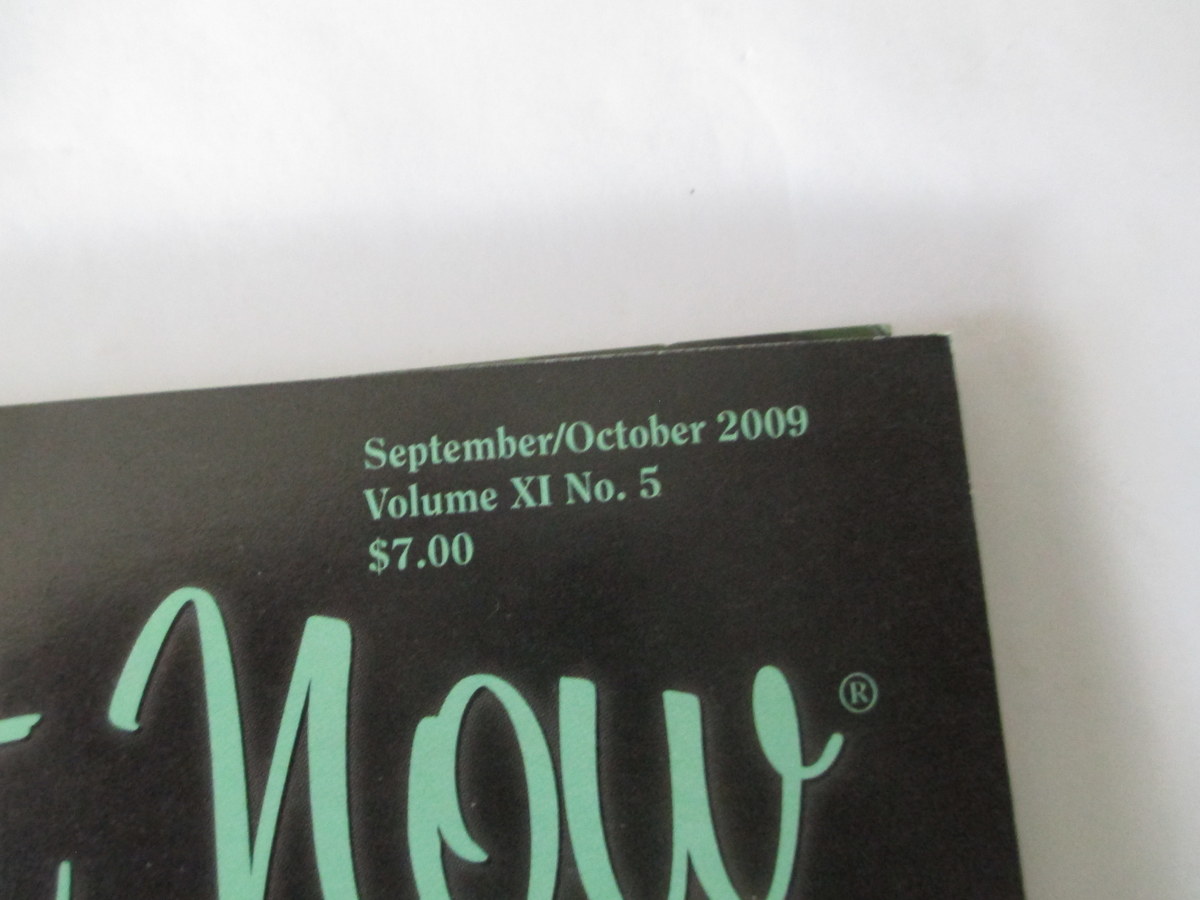 September/October 2009
Volume XI No. 5
$7.00
Now®